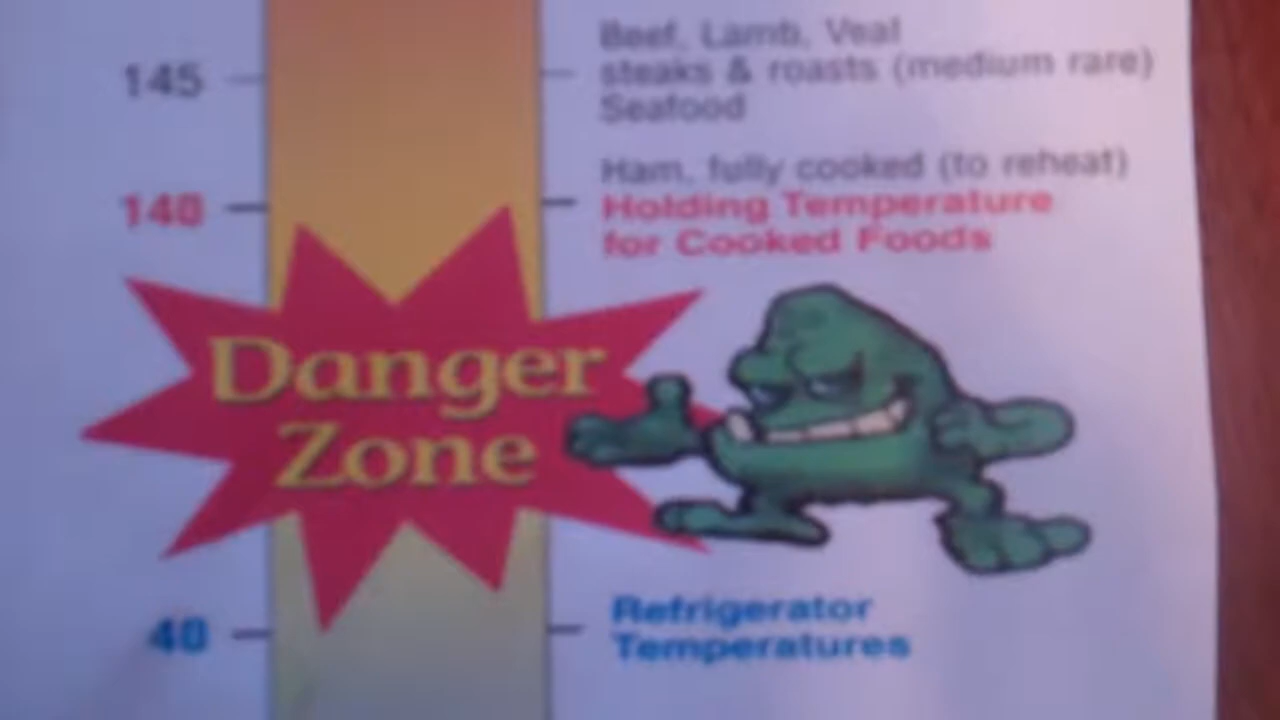 145
Beef, Lamb, Veal
steaks & roasts (medium rare)
Seafood
Ham, fully cooked (to reheat)
140
Holding Temperature
for Cooked Foods
Danger
Zone
40
Refrigerator
Temperatures